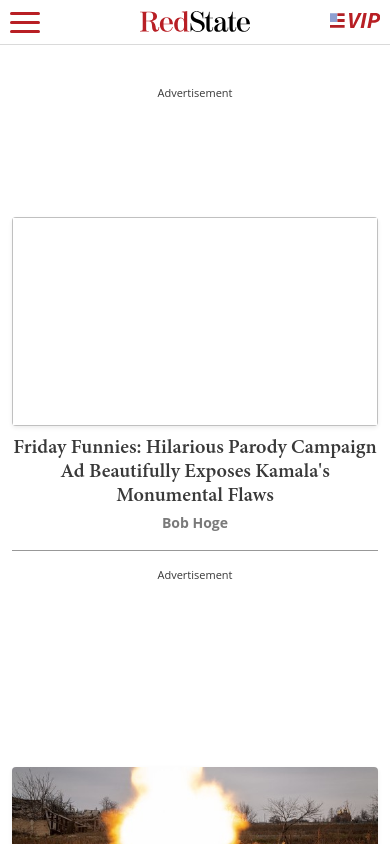 RedState
VIP
Advertisement
Friday Funnies: Hilarious Parody Campaign
Ad Beautifully Exposes Kamala's
Monumental Flaws
Bob Hoge
Advertisement